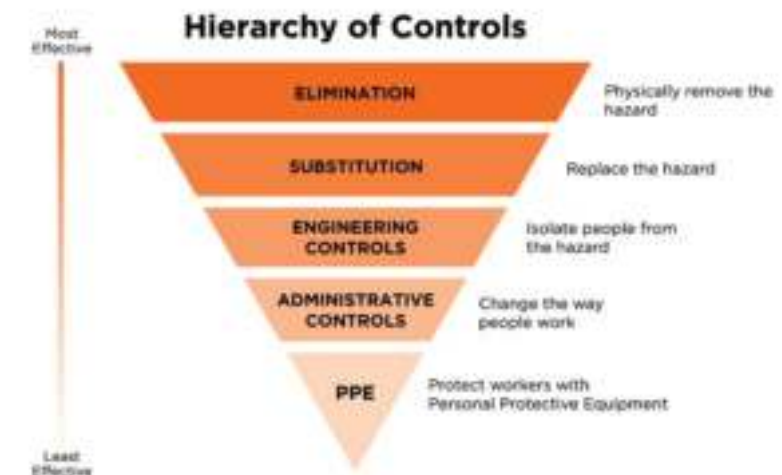 Hierarchy of Controls
Most
Effective
ELIMINATION
Physically remove the
hazard
SUBSTITUTION
Replace the hazard
ENGINEERING
CONTROLS
Isolate people from
the hazard
ADMINISTRATIVE
CONTROLS
Change the way
people work
PPE
Protect workers with
Personal Protective Equipment
Least
Effective